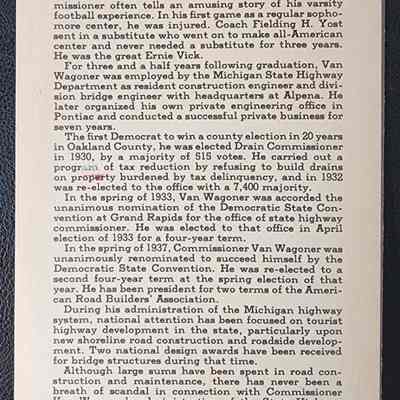 missioner often tells an amusing story of his varsity
football experience. In his first game as a regular sopho-
more center, he was injured. Coach Fielding H. Yost
sent in a substitute who went on to make all-American
center and never needed a substitute for three years.
He was the great Ernie Vick.
For three and a half years following graduation, Van
Wagoner was employed by the Michigan State Highway
Department as resident construction engineer and divi-
sion bridge engineer with headquarters at Alpena. He
later organized his own private engineering office in
Pontiac and conducted a successful private business for
seven years.
The first Democrat to win a county election in 20 years
in Oakland County, he was elected Drain Commissioner
in 1930, by a majority of 515 votes. He carried out a
program of tax reduction by refusing to build drains
on property burdened by tax delinquency, and in 1932
was re-elected to the office with a 7,400 majority.
In the spring of 1933, Van Wagoner was accorded the
unanimous nomination of the Democratic State Con-
vention at Grand Rapids for the office of state highway
commissioner. He was elected to that office in April
election of 1933 for a four-year term.
In the spring of 1937, Commissioner Van Wagoner was
unanimously renominated to succeed himself by the
Democratic State Convention. He was re-elected to a
second four-year term at the spring election of that
year. He has been president for two terms of the Ameri-
can Road Builders' Association.
During his administration of the Michigan highway
system, national attention has been focused on tourist
highway development in the state, particularly upon
new shoreline road construction and roadside develop-
ment. Two national design awards have been received
for bridge structures during that time.
Although large sums have been spent in road con-
struction and maintenance, there has never been a
breath of scandal in connection with Commissioner